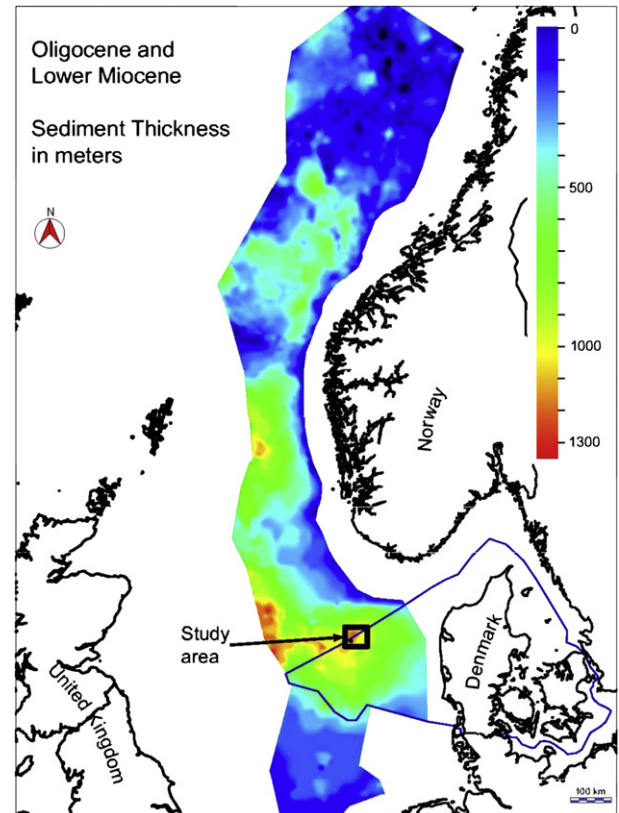 Oligocene and
Lower Miocene
Sediment Thickness
in meters
N
0
500
1000
1300
Norway
Study
area
Denmark
United Kingdom
100 km